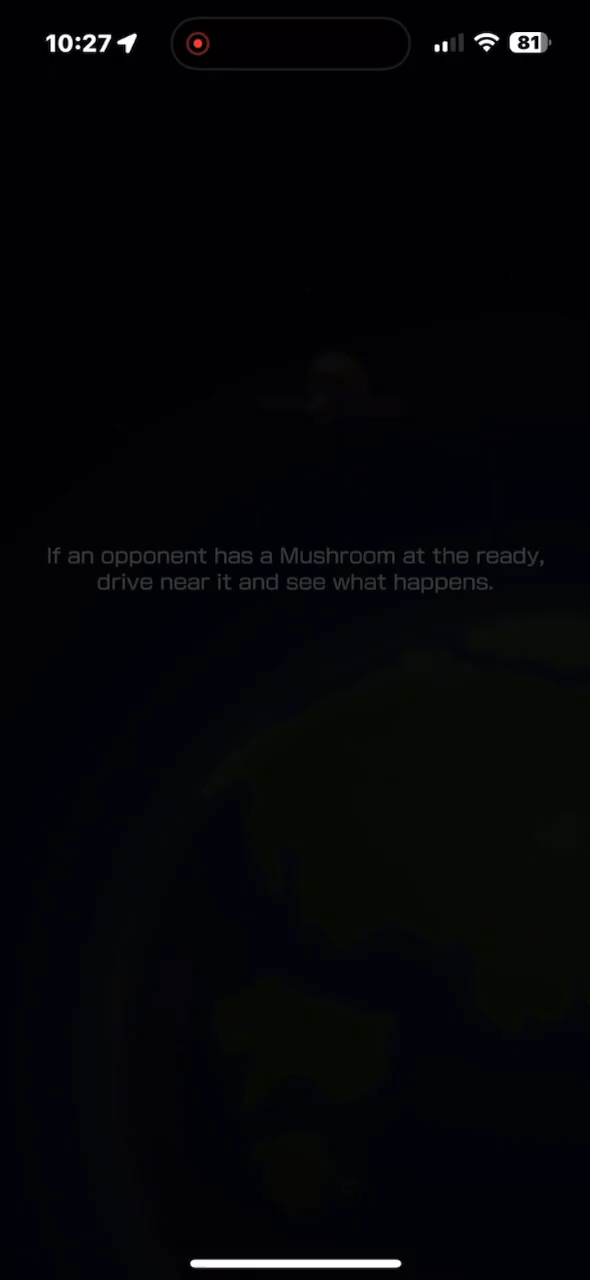 10:27
81
If an opponent has a Mushroom at the ready,
drive near it and see what happens.